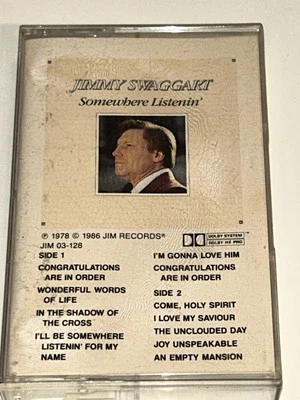 JIMMY SWAGGART
Somewhere Listenin'
℗ 1978 © 1986 JIM RECORDS®
JIM 03-128
DOLBY SYSTEM
DOLBY HX PRO
SIDE 1
CONGRATULATIONS
ARE IN ORDER
WONDERFUL WORDS
OF LIFE
IN THE SHADOW OF
THE CROSS
I'LL BE SOMEWHERE
LISTENIN' FOR MY
NAME
I'M GONNA LOVE HIM
CONGRATULATIONS
ARE IN ORDER
SIDE 2
COME, HOLY SPIRIT
I LOVE MY SAVIOUR
THE UNCLOUDED DAY
JOY UNSPEAKABLE
AN EMPTY MANSION